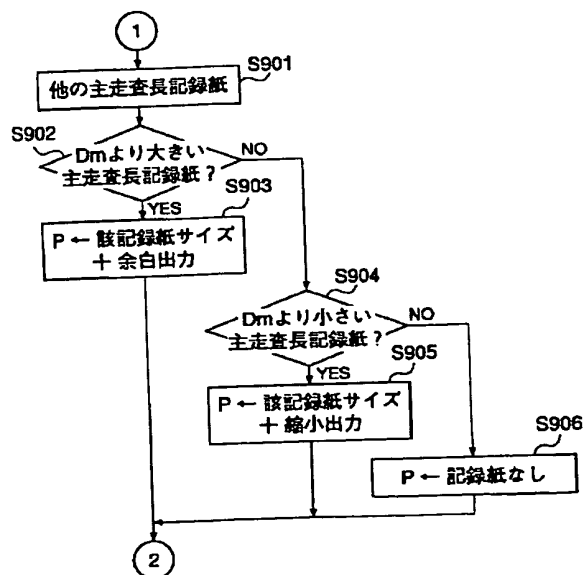 1
S901
他の主走査長記録紙
S902
Dmより大きい
主走査長記録紙？
NO
YES
S903
P ← 該記録紙サイズ
＋ 余白出力
S904
Dmより小さい
主走査長記録紙？
NO
YES
S905
P ← 該記録紙サイズ
＋ 縮小出力
S906
P ← 記録紙なし
2